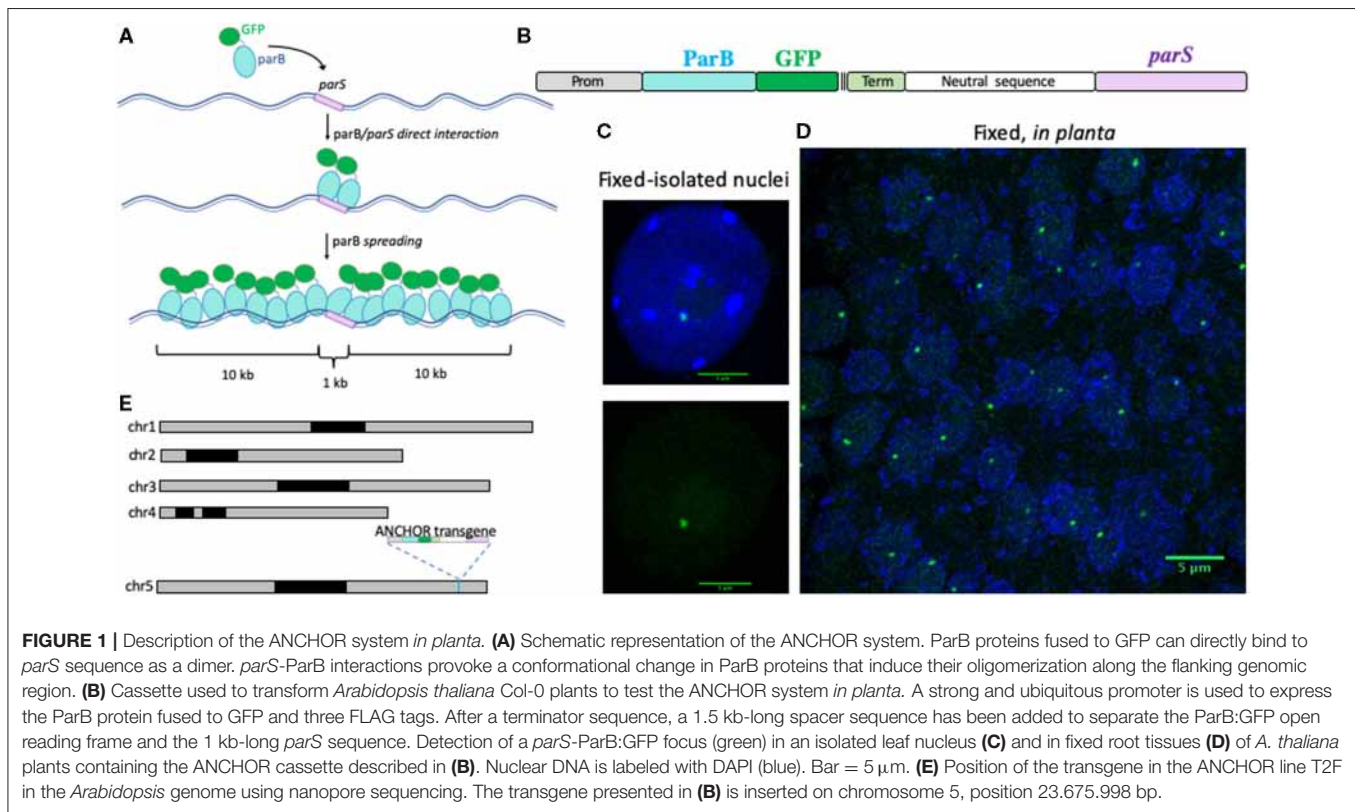 A
GFP
parB
parS
parB/parS direct interaction
parB spreading
10 kb
1 kb
10 kb
B
ParB
GFP
parS
Prom
Term
Neutral sequence
C
Fixed-isolated nuclei
D
Fixed, in planta
5 µm
E
chr1
chr2
chr3
chr4
ANCHOR transgene
chr5
FIGURE 1 | Description of the ANCHOR system in planta. (A) Schematic representation of the ANCHOR system. ParB proteins fused to GFP can directly bind to
parS sequence as a dimer. parS-ParB interactions provoke a conformational change in ParB proteins that induce their oligomerization along the flanking genomic
region. (B) Cassette used to transform Arabidopsis thaliana Col-0 plants to test the ANCHOR system in planta. A strong and ubiquitous promoter is used to express
the ParB protein fused to GFP and three FLAG tags. After a terminator sequence, a 1.5 kb-long spacer sequence has been added to separate the ParB:GFP open
reading frame and the 1 kb-long parS sequence. Detection of a parS-ParB:GFP focus (green) in an isolated leaf nucleus (C) and in fixed root tissues (D) of A. thaliana
plants containing the ANCHOR cassette described in (B). Nuclear DNA is labeled with DAPI (blue). Bar = 5 µm. (E) Position of the transgene in the ANCHOR line T2F
in the Arabidopsis genome using nanopore sequencing. The transgene presented in (B) is inserted on chromosome 5, position 23.675.998 bp.